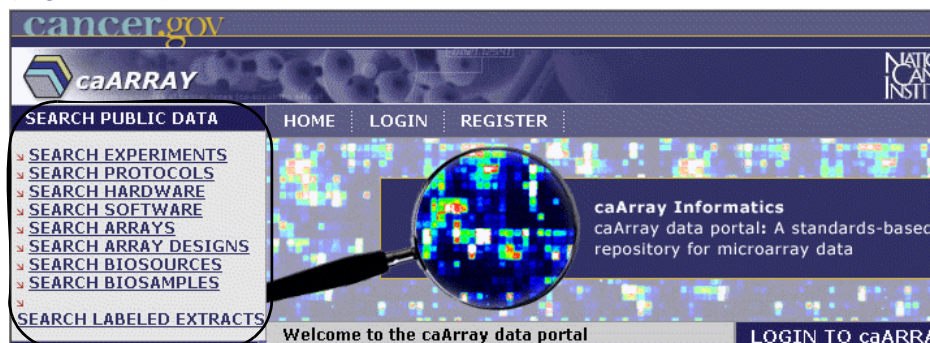 cancer.gov
caARRAY
SEARCH PUBLIC DATA
HOME LOGIN REGISTER
SEARCH EXPERIMENTS
SEARCH PROTOCOLS
SEARCH HARDWARE
SEARCH SOFTWARE
SEARCH ARRAYS
SEARCH ARRAY DESIGNS
SEARCH BIOSOURCES
SEARCH BIOSAMPLES
SEARCH LABELED EXTRACTS
caArray Informatics
caArray data portal: A standards-based
repository for microarray data
Welcome to the caArray data portal
LOGIN TO caARRA